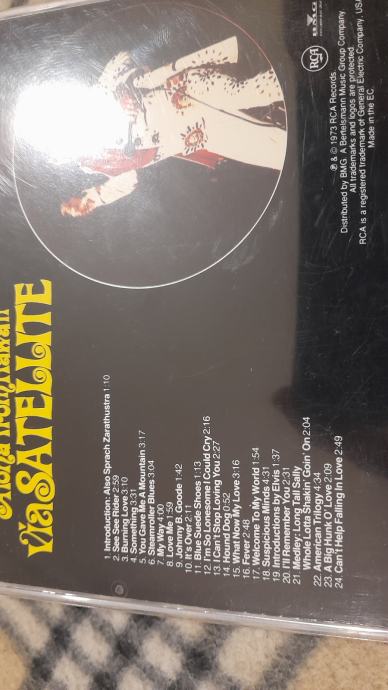 Aloha from Hawaii
Via SATELLITE
1. Introduction: Also Sprach Zarathustra 1:10
2. See See Rider 2:59
3. Burning Love 3:10
4. Something 3:31
5. You Gave Me A Mountain 3:17
6. Steamroller Blues 3:04
7. My Way 4:00
8. Love Me 1:59
9. Johnny B. Goode 1:42
10. It's Over 2:11
11. Blue Suede Shoes 1:13
12. I'm So Lonesome I Could Cry 2:16
13. I Can't Stop Loving You 2:27
14. Hound Dog 0:52
15. What Now My Love 3:16
16. Fever 2:48
17. Welcome To My World 1:54
18. Suspicious Minds 4:31
19. Introductions by Elvis 1:37
20. I'll Remember You 2:31
21 Medley: Long Tall Sally
Whole Lotta Shakin' Goin' On 2:04
22. American Trilogy 4:34
23. A Big Hunk O' Love 2:09
24. Can't Help Falling In Love 2:49
BMG
RCA
℗ & © 1973 RCA Records.
Distributed by BMG. A Bertelsmann Music Group Company
All trademarks and logos are protected.
RCA is a registered trademark of General Electric Company, USA
Made in the EC.